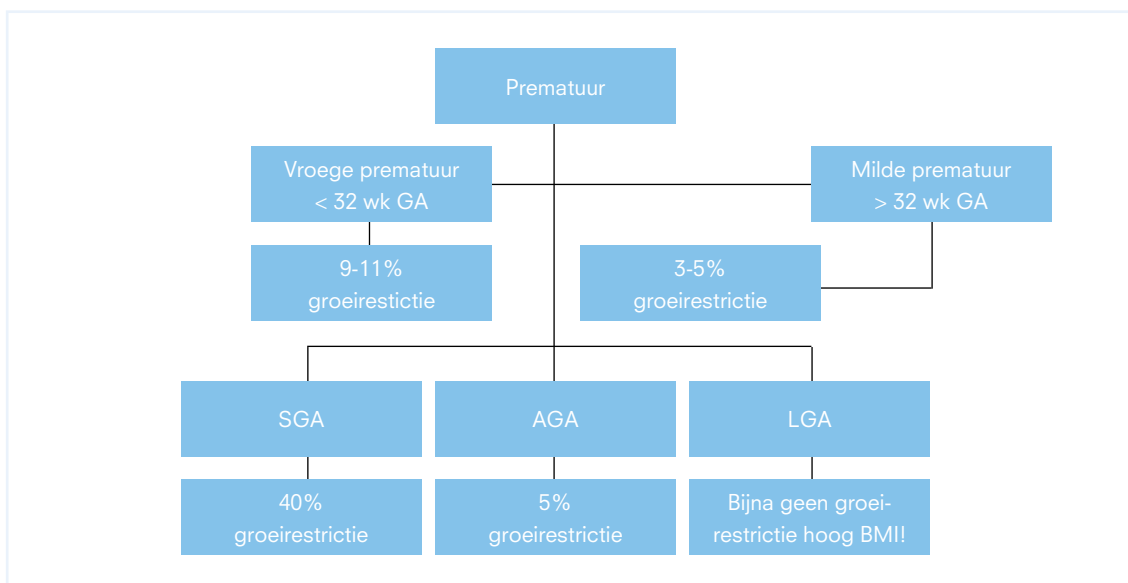 Prematuur
Vroege prematuur
< 32 wk GA
Milde prematuur
> 32 wk GA
9-11%
groeirestictie
3-5%
groeirestrictie
SGA
AGA
LGA
40%
groeirestrictie
5%
groeirestrictie
Bijna geen groei-
restrictie hoog BMI!